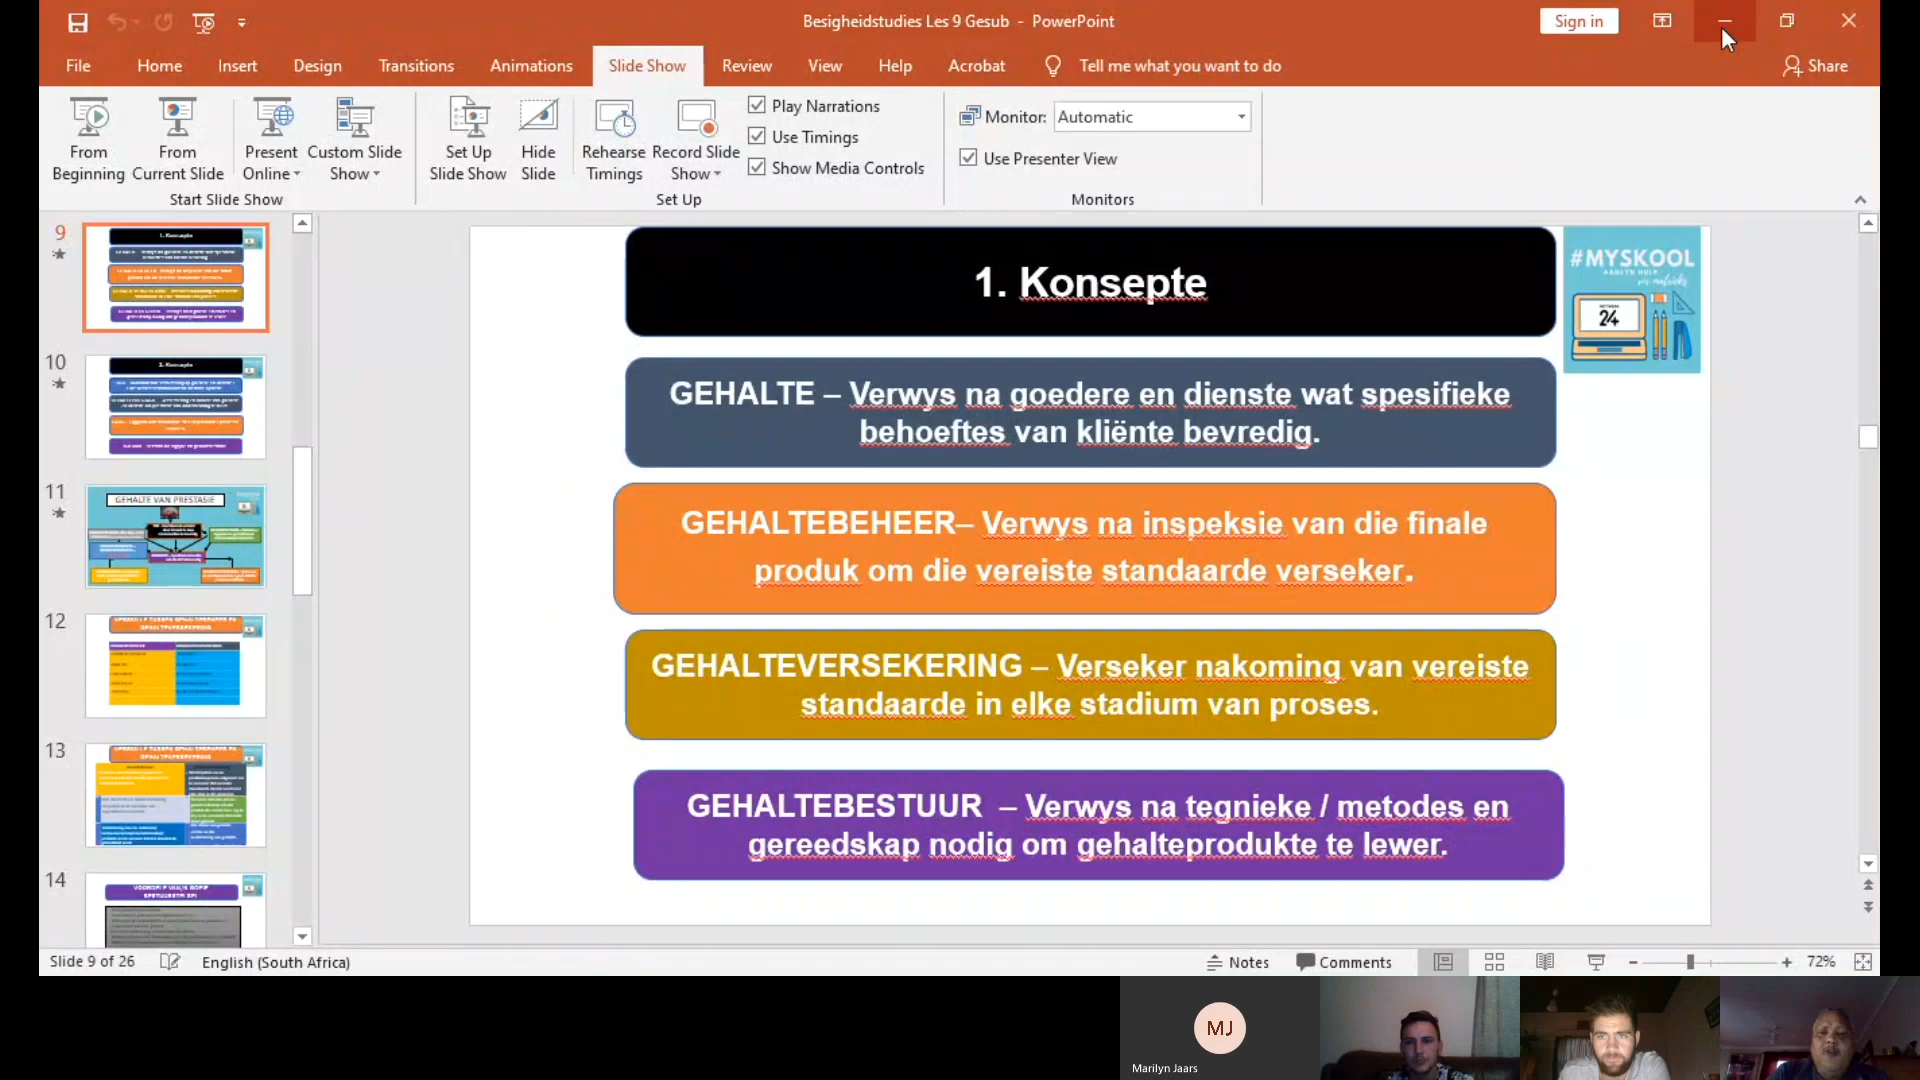 Besigheidstudies Les 9 Gesub - PowerPoint
Sign in
File Home Insert Design Transitions Animations Slide Show Review View Help Acrobat Tell me what you want to do Share
From Beginning
From Current Slide
Present Online
Custom Slide Show
Start Slide Show
Set Up Slide Show
Hide Slide
Rehearse Timings
Record Slide Show
Play Narrations
Use Timings
Show Media Controls
Set Up
Monitor: Automatic
Use Presenter View
Monitors
9
1. Konsepte
10
11
GEHALTE VAN PRESTASIE
12
13
14
1. Konsepte
#MYSKOOL
24
GEHALTE – Verwys na goedere en dienste wat spesifieke
behoeftes van kliënte bevredig.
GEHALTEBEHEER– Verwys na inspeksie van die finale
produk om die vereiste standaarde verseker.
GEHALTEVERSEKERING – Verseker nakoming van vereiste
standaarde in elke stadium van proses.
GEHALTEBESTUUR – Verwys na tegnieke / metodes en
gereedskap nodig om gehalteprodukte te lewer.
Slide 9 of 26 English (South Africa) Notes Comments 72%
MJ
Marilyn Jaars